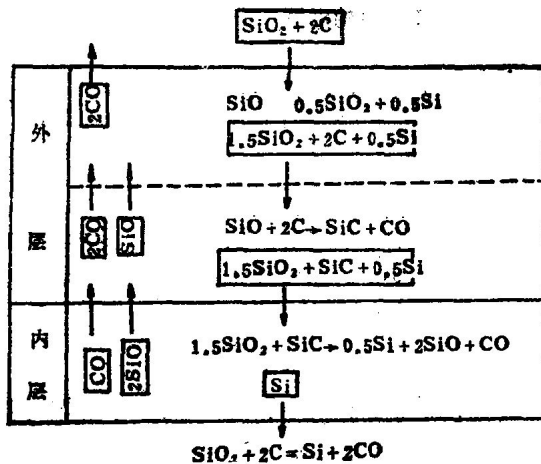 SiO₂ + 2C
外层
2CO
SiO 0.5SiO₂ + 0.5Si
1.5SiO₂ + 2C + 0.5Si
2CO
SiO
SiO + 2C → SiC + CO
1.5SiO₂ + SiC + 0.5Si
内层
CO
2SiO
1.5SiO₂ + SiC → 0.5Si + 2SiO + CO
Si
SiO₂ + 2C = Si + 2CO